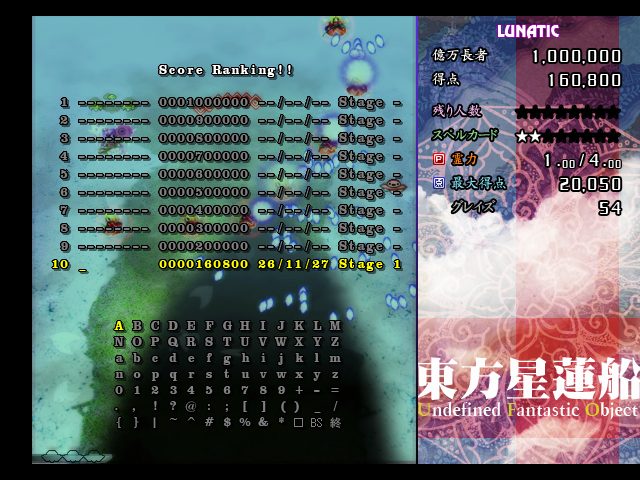 LUNATIC
億万長者 1,000,000
得点 160,800
残り人数
スペルカード
P 霊力 1.00/4.00
点 最大得点 20,050
グレイズ 54
Score Ranking!!
1 -------- 0001000000 --/--/-- Stage -
2 -------- 0000900000 --/--/-- Stage -
3 -------- 0000800000 --/--/-- Stage -
4 -------- 0000700000 --/--/-- Stage -
5 -------- 0000600000 --/--/-- Stage -
6 -------- 0000500000 --/--/-- Stage -
7 -------- 0000400000 --/--/-- Stage -
8 -------- 0000300000 --/--/-- Stage -
9 -------- 0000200000 --/--/-- Stage -
10 _ 0000160800 26/11/27 Stage 1
A B C D E F G H I J K L M
N O P Q R S T U V W X Y Z
a b c d e f g h i j k l m
n o p q r s t u v w x y z
0 1 2 3 4 5 6 7 8 9 + - =
. , ! ? @ : ; [ ] ( ) _ /
{ } | ~ ^ # $ % & * □ BS 終
東方星蓮船
Undefined Fantastic Object